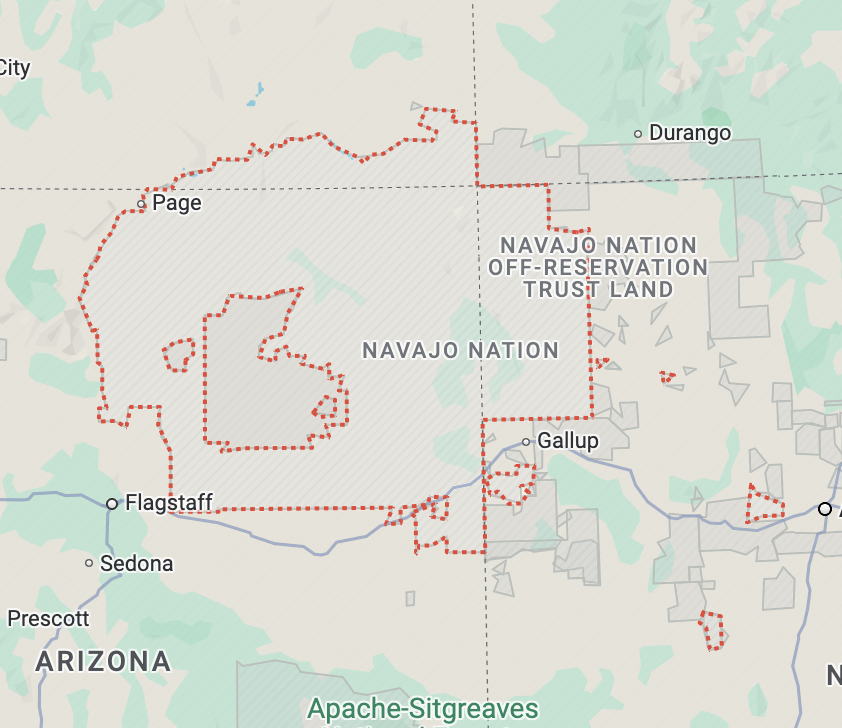 City
Durango
Page
NAVAJO NATION
OFF-RESERVATION
TRUST LAND
NAVAJO NATION
Gallup
Flagstaff
A
Sedona
Prescott
ARIZONA
N
Apache-Sitgreaves